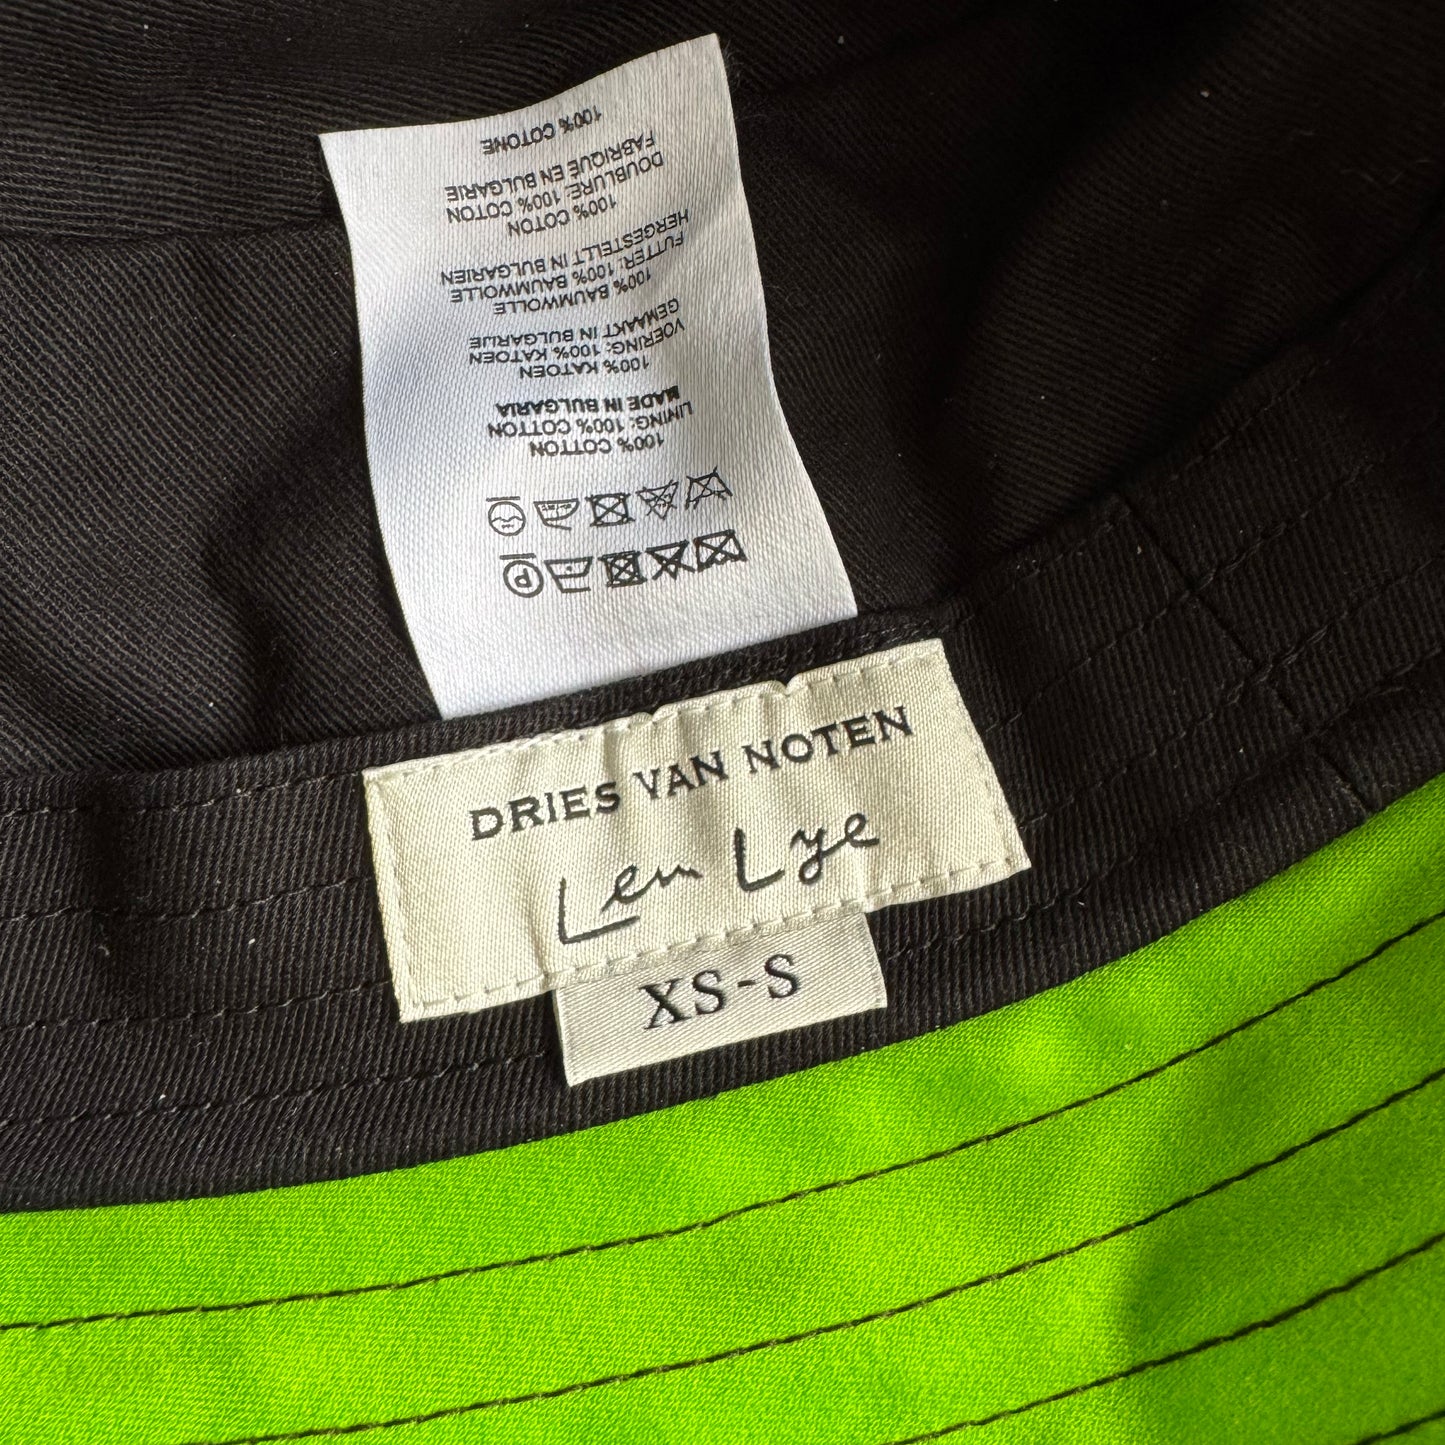 P
100% COTTON
LINING: 100% COTTON
MADE IN BULGARIA
100% KATOEN
VOERING: 100% KATOEN
GEMAAKT IN BULGARIJE
100% BAUMWOLLE
FUTTER: 100% BAUMWOLLE
HERGESTELLT IN BULGARIEN
100% COTON
DOUBLURE: 100% COTON
FABRIQUÉ EN BULGARIE
100% COTONE
DRIES VAN NOTEN
Len Lye
XS-S